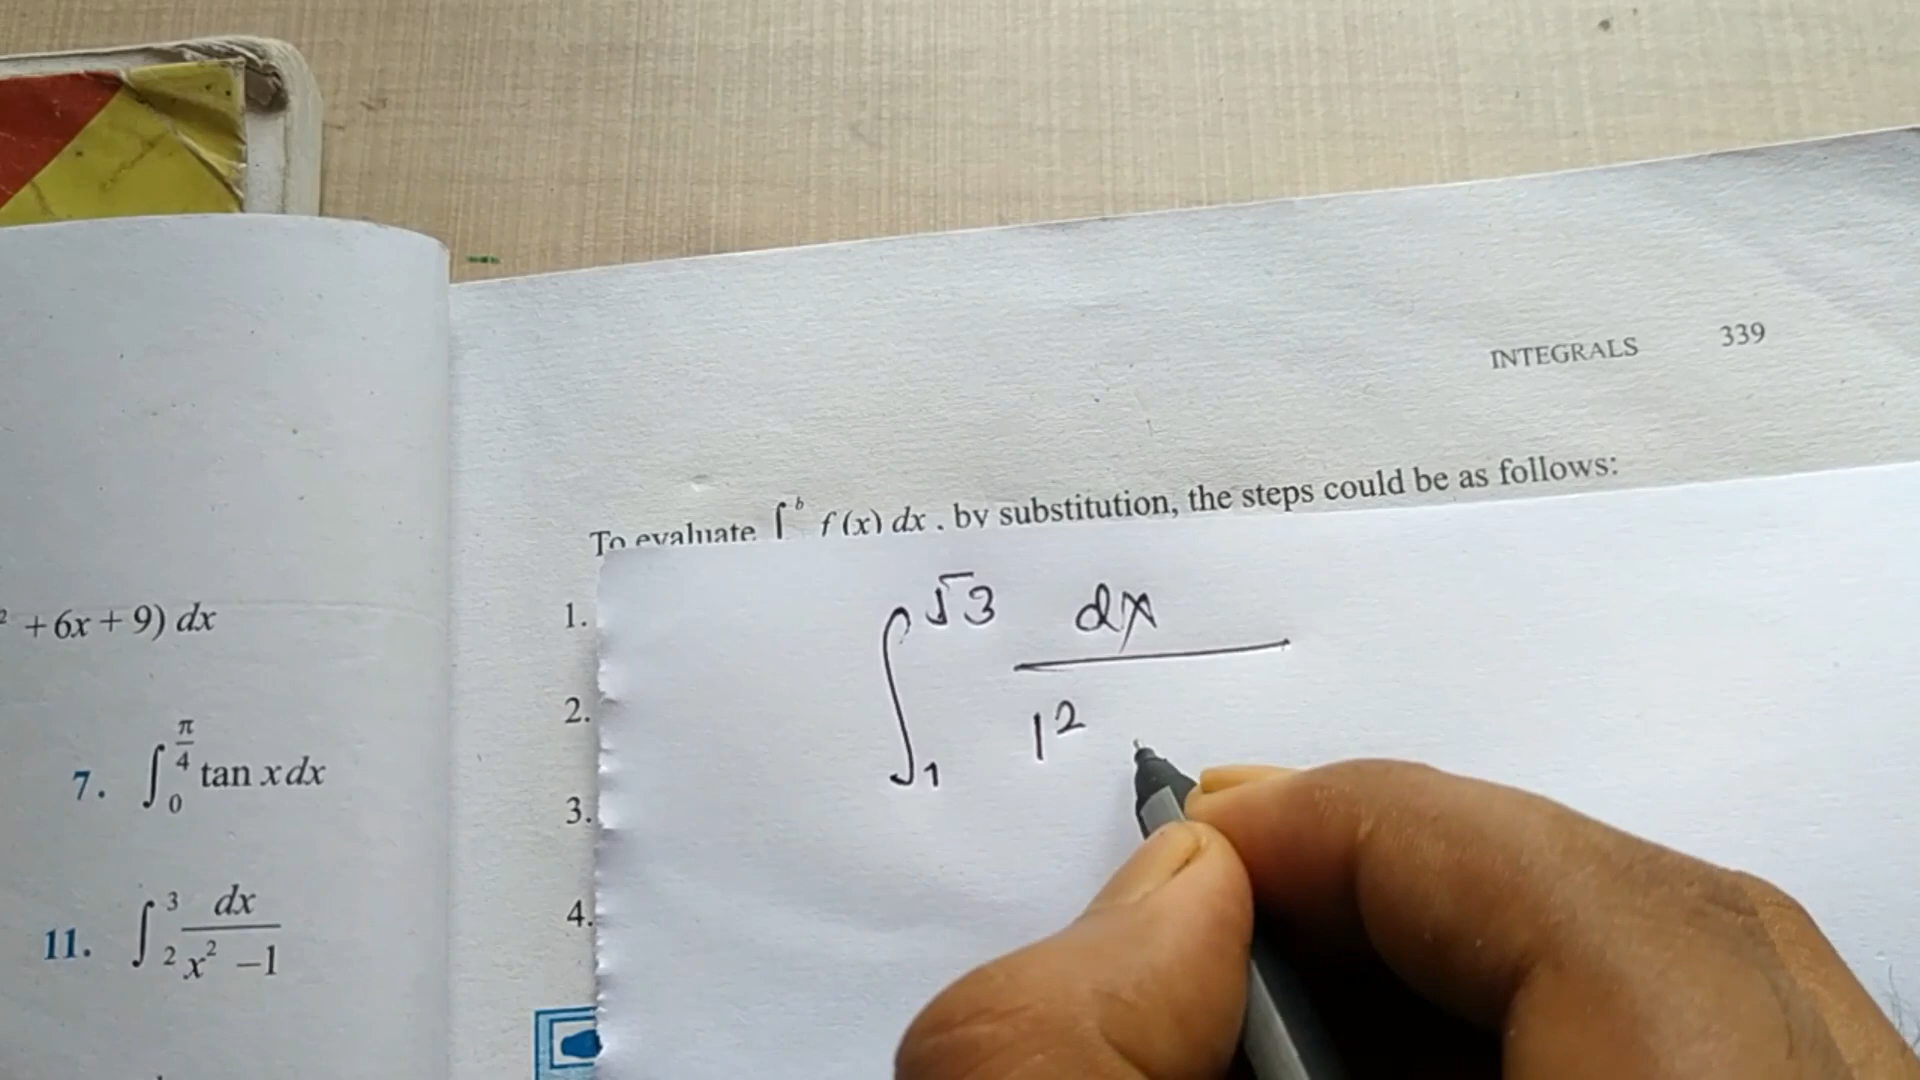 INTEGRALS 339
To evaluate ∫ᵇ f (x) dx . by substitution, the steps could be as follows:
² + 6x + 9) dx
7. ∫₀^(π/4) tan x dx
11. ∫₂³ dx / (x² – 1)
1.
2.
3.
4.
∫₁^(√3) dx / 1²